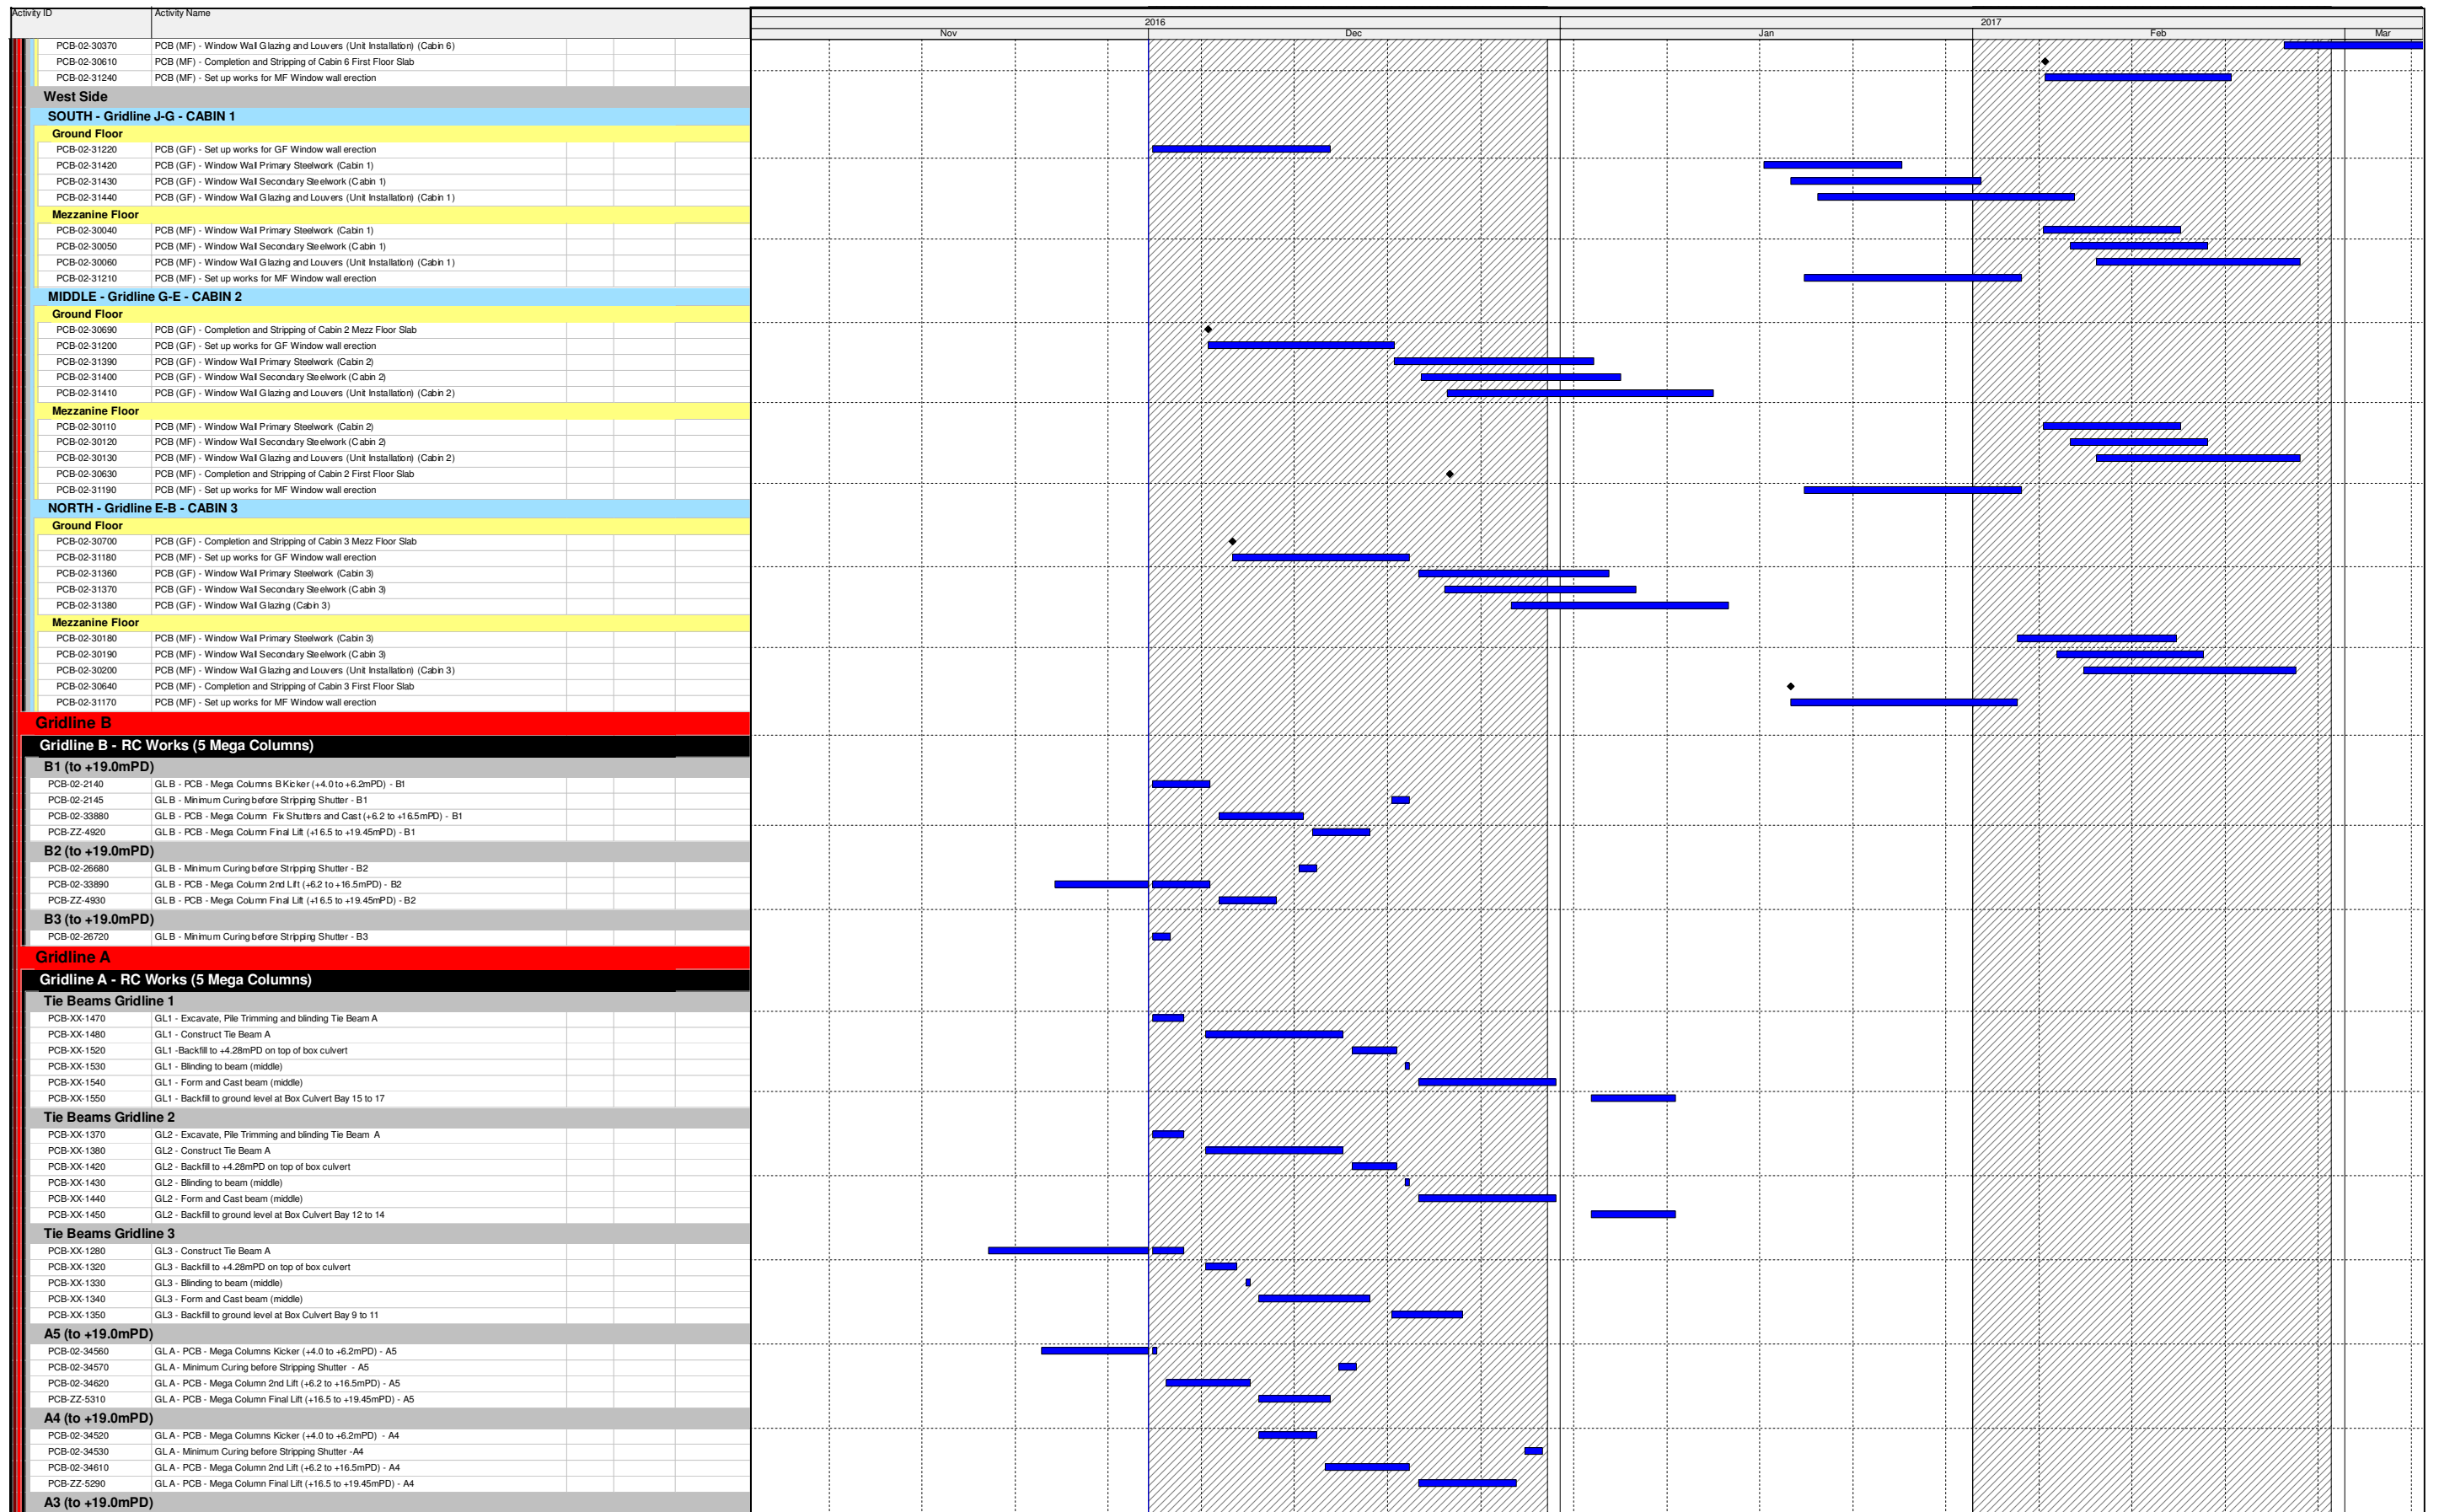 Activity ID Activity Name
2016 2017
Nov Dec Jan Feb Mar
PCB-02-30370 PCB (MF) - Window Wall Glazing and Louvers (Unit Installation) (Cabin 6)
PCB-02-30610 PCB (MF) - Completion and Stripping of Cabin 6 First Floor Slab
PCB-02-31240 PCB (MF) - Set up works for MF Window wall erection
West Side
SOUTH - Gridline J-G - CABIN 1
Ground Floor
PCB-02-31220 PCB (GF) - Set up works for GF Window wall erection
PCB-02-31420 PCB (GF) - Window Wall Primary Steelwork (Cabin 1)
PCB-02-31430 PCB (GF) - Window Wall Secondary Steelwork (Cabin 1)
PCB-02-31440 PCB (GF) - Window Wall Glazing and Louvers (Unit Installation) (Cabin 1)
Mezzanine Floor
PCB-02-30040 PCB (MF) - Window Wall Primary Steelwork (Cabin 1)
PCB-02-30050 PCB (MF) - Window Wall Secondary Steelwork (Cabin 1)
PCB-02-30060 PCB (MF) - Window Wall Glazing and Louvers (Unit Installation) (Cabin 1)
PCB-02-31210 PCB (MF) - Set up works for MF Window wall erection
MIDDLE - Gridline G-E - CABIN 2
Ground Floor
PCB-02-30690 PCB (GF) - Completion and Stripping of Cabin 2 Mezz Floor Slab
PCB-02-31200 PCB (GF) - Set up works for GF Window wall erection
PCB-02-31390 PCB (GF) - Window Wall Primary Steelwork (Cabin 2)
PCB-02-31400 PCB (GF) - Window Wall Secondary Steelwork (Cabin 2)
PCB-02-31410 PCB (GF) - Window Wall Glazing and Louvers (Unit Installation) (Cabin 2)
Mezzanine Floor
PCB-02-30110 PCB (MF) - Window Wall Primary Steelwork (Cabin 2)
PCB-02-30120 PCB (MF) - Window Wall Secondary Steelwork (Cabin 2)
PCB-02-30130 PCB (MF) - Window Wall Glazing and Louvers (Unit Installation) (Cabin 2)
PCB-02-30630 PCB (MF) - Completion and Stripping of Cabin 2 First Floor Slab
PCB-02-31190 PCB (MF) - Set up works for MF Window wall erection
NORTH - Gridline E-B - CABIN 3
Ground Floor
PCB-02-30700 PCB (GF) - Completion and Stripping of Cabin 3 Mezz Floor Slab
PCB-02-31180 PCB (GF) - Set up works for GF Window wall erection
PCB-02-31360 PCB (GF) - Window Wall Primary Steelwork (Cabin 3)
PCB-02-31370 PCB (GF) - Window Wall Secondary Steelwork (Cabin 3)
PCB-02-31380 PCB (GF) - Window Wall Glazing (Cabin 3)
Mezzanine Floor
PCB-02-30180 PCB (MF) - Window Wall Primary Steelwork (Cabin 3)
PCB-02-30190 PCB (MF) - Window Wall Secondary Steelwork (Cabin 3)
PCB-02-30200 PCB (MF) - Window Wall Glazing and Louvers (Unit Installation) (Cabin 3)
PCB-02-30640 PCB (MF) - Completion and Stripping of Cabin 3 First Floor Slab
PCB-02-31170 PCB (MF) - Set up works for MF Window wall erection
Gridline B
Gridline B - RC Works (5 Mega Columns)
B1 (to +19.0mPD)
PCB-02-2140 GL B - PCB - Mega Columns B Kicker (+4.0 to +6.2mPD) - B1
PCB-02-2145 GL B - Minimum Curing before Stripping Shutter - B1
PCB-02-33880 GL B - PCB - Mega Column Fix Shutters and Cast (+6.2 to +16.5mPD) - B1
PCB-ZZ-4920 GL B - PCB - Mega Column Final Lift (+16.5 to +19.45mPD) - B1
B2 (to +19.0mPD)
PCB-02-26680 GL B - Minimum Curing before Stripping Shutter - B2
PCB-02-33890 GL B - PCB - Mega Column 2nd Lift (+6.2 to +16.5mPD) - B2
PCB-ZZ-4930 GL B - PCB - Mega Column Final Lift (+16.5 to +19.45mPD) - B2
B3 (to +19.0mPD)
PCB-02-26720 GL B - Minimum Curing before Stripping Shutter - B3
Gridline A
Gridline A - RC Works (5 Mega Columns)
Tie Beams Gridline 1
PCB-XX-1470 GL1 - Excavate, Pile Trimming and blinding Tie Beam A
PCB-XX-1480 GL1 - Construct Tie Beam A
PCB-XX-1520 GL1 -Backfill to +4.28mPD on top of box culvert
PCB-XX-1530 GL1 - Blinding to beam (middle)
PCB-XX-1540 GL1 - Form and Cast beam (middle)
PCB-XX-1550 GL1 - Backfill to ground level at Box Culvert Bay 15 to 17
Tie Beams Gridline 2
PCB-XX-1370 GL2 - Excavate, Pile Trimming and blinding Tie Beam A
PCB-XX-1380 GL2 - Construct Tie Beam A
PCB-XX-1420 GL2 - Backfill to +4.28mPD on top of box culvert
PCB-XX-1430 GL2 - Blinding to beam (middle)
PCB-XX-1440 GL2 - Form and Cast beam (middle)
PCB-XX-1450 GL2 - Backfill to ground level at Box Culvert Bay 12 to 14
Tie Beams Gridline 3
PCB-XX-1280 GL3 - Construct Tie Beam A
PCB-XX-1320 GL3 - Backfill to +4.28mPD on top of box culvert
PCB-XX-1330 GL3 - Blinding to beam (middle)
PCB-XX-1340 GL3 - Form and Cast beam (middle)
PCB-XX-1350 GL3 - Backfill to ground level at Box Culvert Bay 9 to 11
A5 (to +19.0mPD)
PCB-02-34560 GL A - PCB - Mega Columns Kicker (+4.0 to +6.2mPD) - A5
PCB-02-34570 GL A - Minimum Curing before Stripping Shutter - A5
PCB-02-34620 GL A - PCB - Mega Column 2nd Lift (+6.2 to +16.5mPD) - A5
PCB-ZZ-5310 GL A - PCB - Mega Column Final Lift (+16.5 to +19.45mPD) - A5
A4 (to +19.0mPD)
PCB-02-34520 GL A - PCB - Mega Columns Kicker (+4.0 to +6.2mPD) - A4
PCB-02-34530 GL A - Minimum Curing before Stripping Shutter -A4
PCB-02-34610 GL A - PCB - Mega Column 2nd Lift (+6.2 to +16.5mPD) - A4
PCB-ZZ-5290 GL A - PCB - Mega Column Final Lift (+16.5 to +19.45mPD) - A4
A3 (to +19.0mPD)